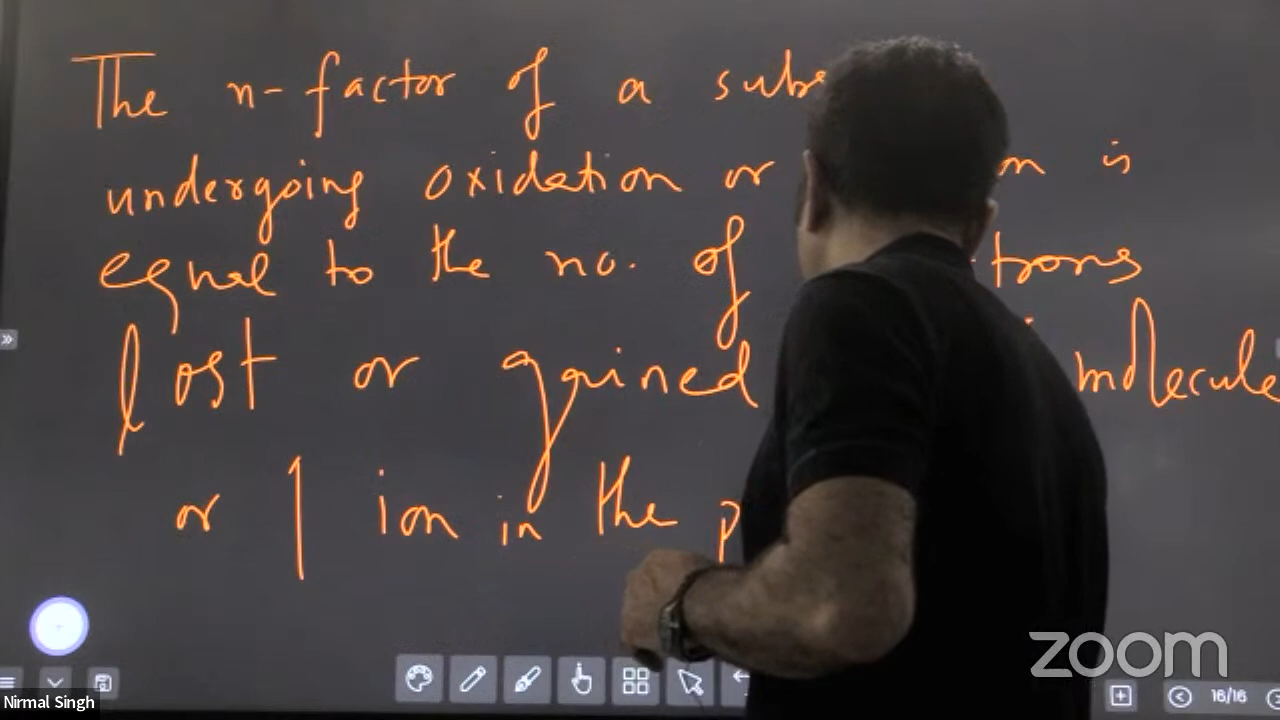 The n-factor of a subs
undergoing oxidation or on is
equal to the no. of trons
lost or gained molecule
or 1 ion in the p
zoom
16/16
Nirmal Singh